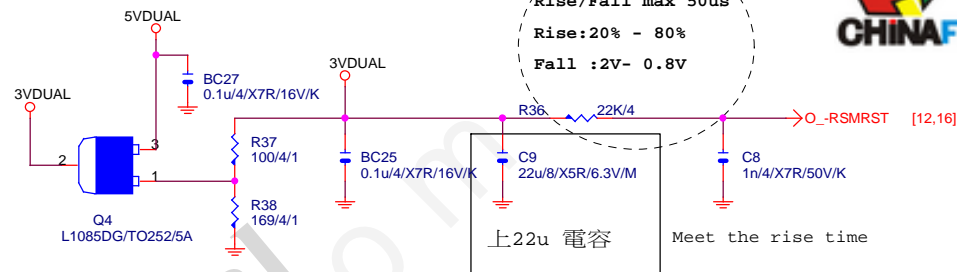 Rise/Fall max 50us
Rise:20% - 80%
Fall :2V- 0.8V
CHINAF
5VDUAL
BC27
0.1u/4/X7R/16V/K
3VDUAL
3VDUAL
R36
22K/4
O_-RSMRST [12,16]
3
2
1
R37
100/4/1
BC25
0.1u/4/X7R/16V/K
C9
22u/8/X5R/6.3V/M
C8
1n/4/X7R/50V/K
R38
169/4/1
Q4
L1085DG/TO252/5A
上22u 電容
Meet the rise time